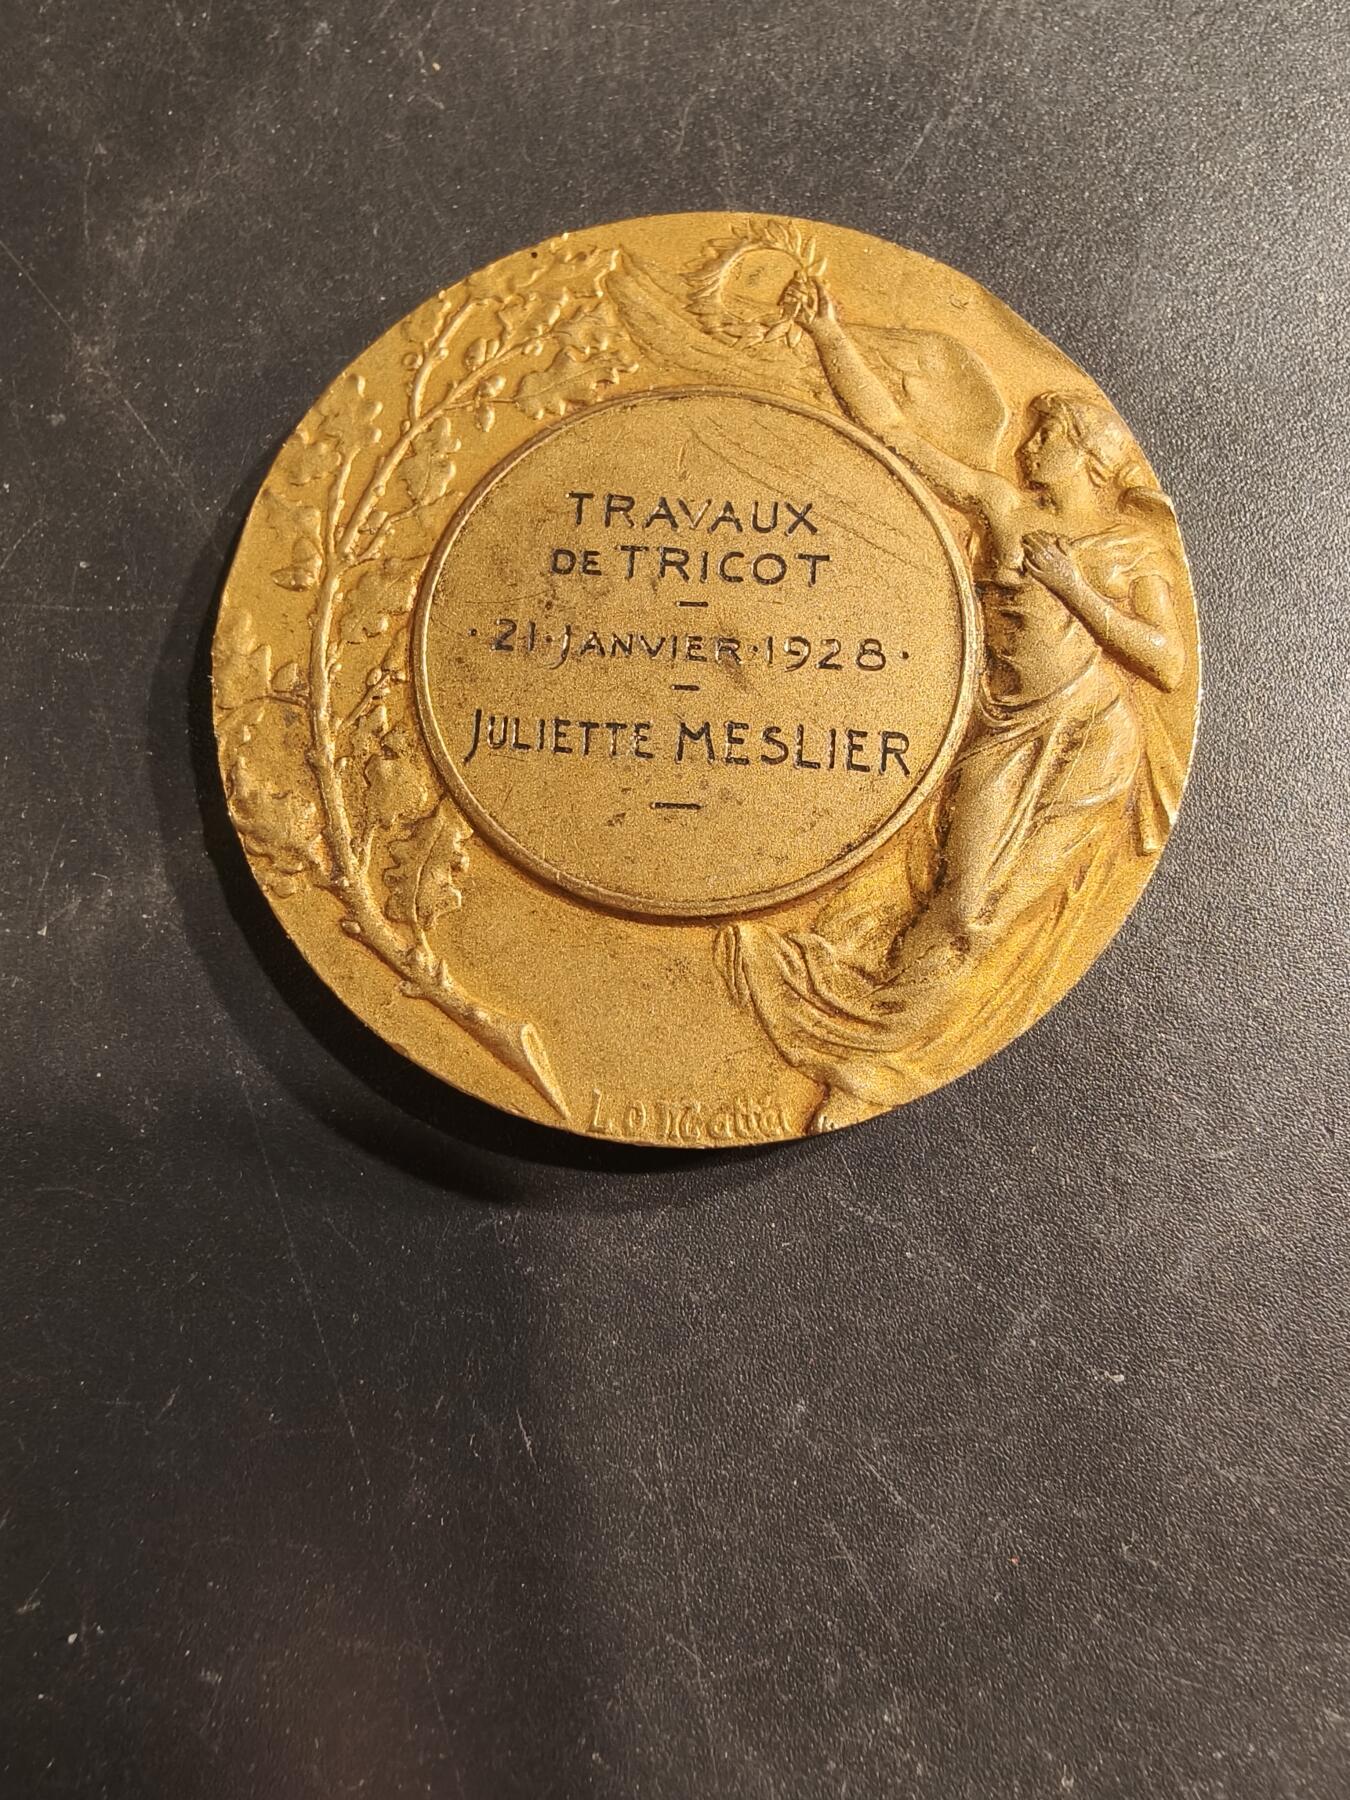 TRAVAUX
DE TRICOT
·21·JANVIER·1928·
JULIETTE MESLIER